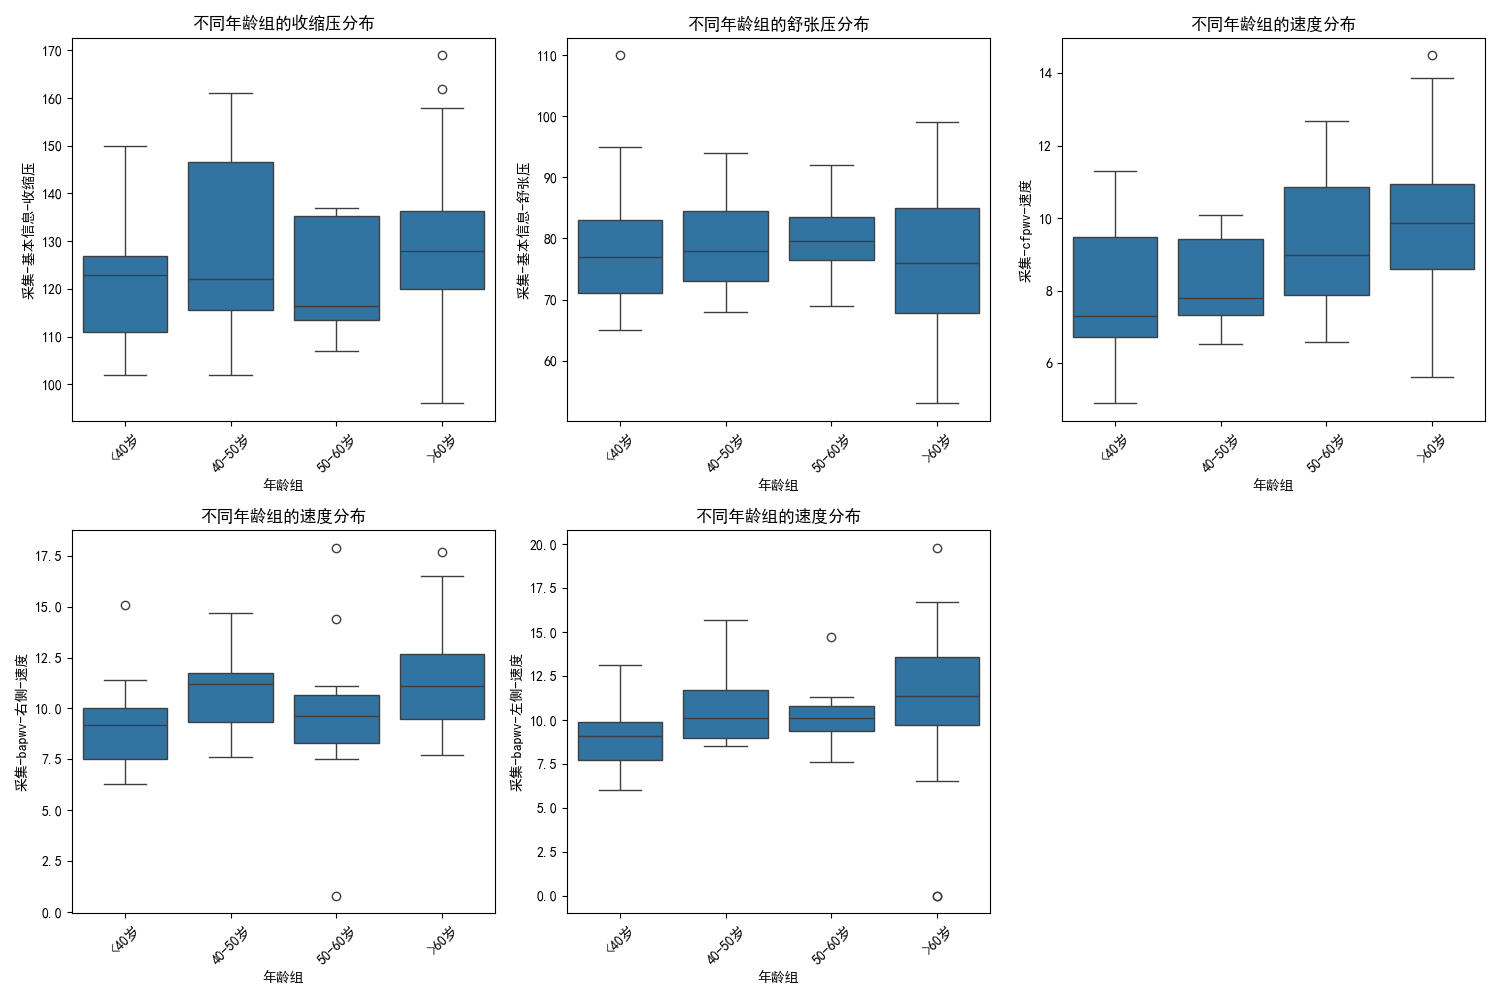 不同年龄组的收缩压分布
采集-基本信息-收缩压
170
160
150
140
130
120
110
100
<40岁
40-50岁
50-60岁
>60岁
年龄组
不同年龄组的舒张压分布
采集-基本信息-舒张压
110
100
90
80
70
60
<40岁
40-50岁
50-60岁
>60岁
年龄组
不同年龄组的速度分布
采集-cfpwv-速度
14
12
10
8
6
<40岁
40-50岁
50-60岁
>60岁
年龄组
不同年龄组的速度分布
采集-bapwv-右侧-速度
17.5
15.0
12.5
10.0
7.5
5.0
2.5
0.0
<40岁
40-50岁
50-60岁
>60岁
年龄组
不同年龄组的速度分布
采集-bapwv-左侧-速度
20.0
17.5
15.0
12.5
10.0
7.5
5.0
2.5
0.0
<40岁
40-50岁
50-60岁
>60岁
年龄组